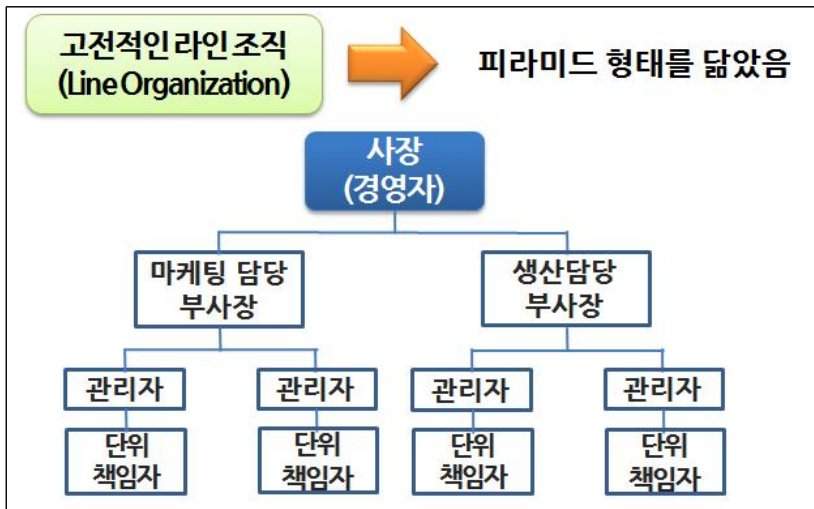 고전적인 라인 조직
(Line Organization)
피라미드 형태를 닮았음
사장
(경영자)
마케팅 담당
부사장
생산담당
부사장
관리자
관리자
관리자
관리자
단위
책임자
단위
책임자
단위
책임자
단위
책임자